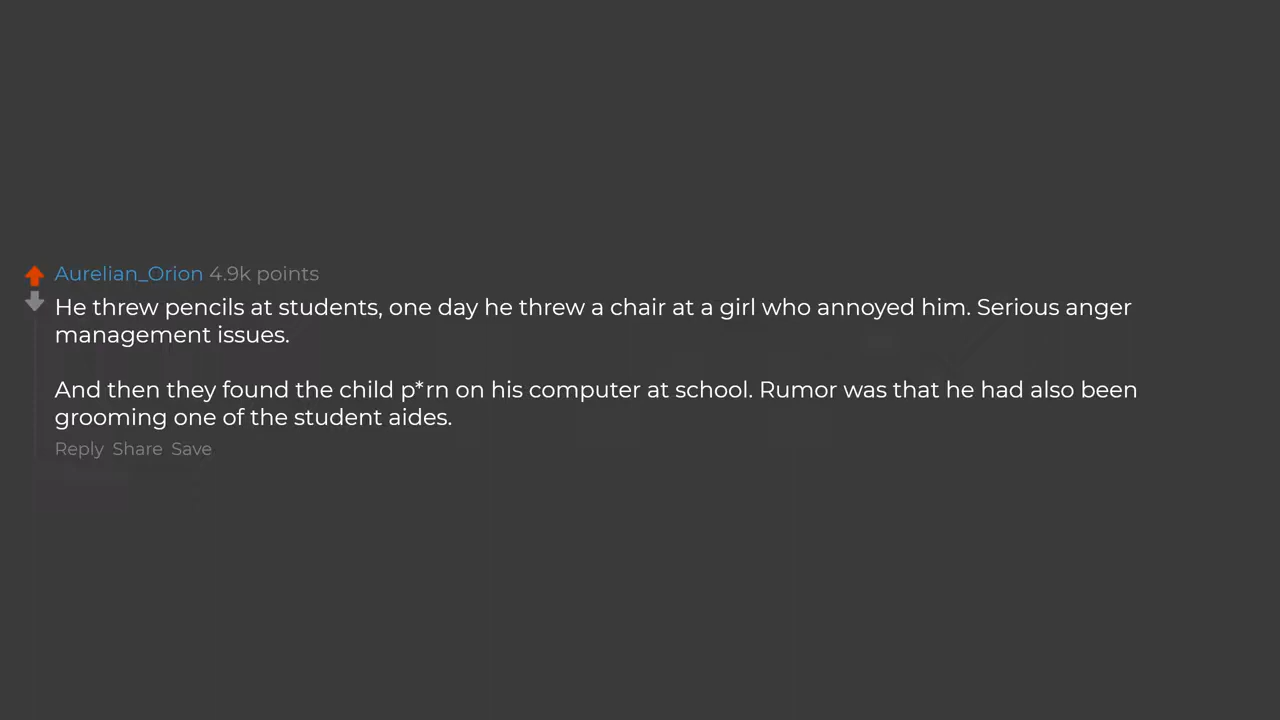 Aurelian_Orion 4.9k points
He threw pencils at students, one day he threw a chair at a girl who annoyed him. Serious anger
management issues.
And then they found the child p*rn on his computer at school. Rumor was that he had also been
grooming one of the student aides.
Reply Share Save